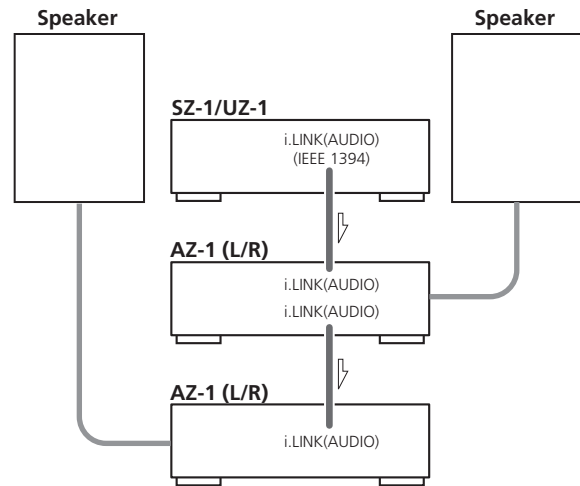 Speaker
Speaker
SZ-1/UZ-1
i.LINK(AUDIO)
(IEEE 1394)
AZ-1 (L/R)
i.LINK(AUDIO)
i.LINK(AUDIO)
AZ-1 (L/R)
i.LINK(AUDIO)